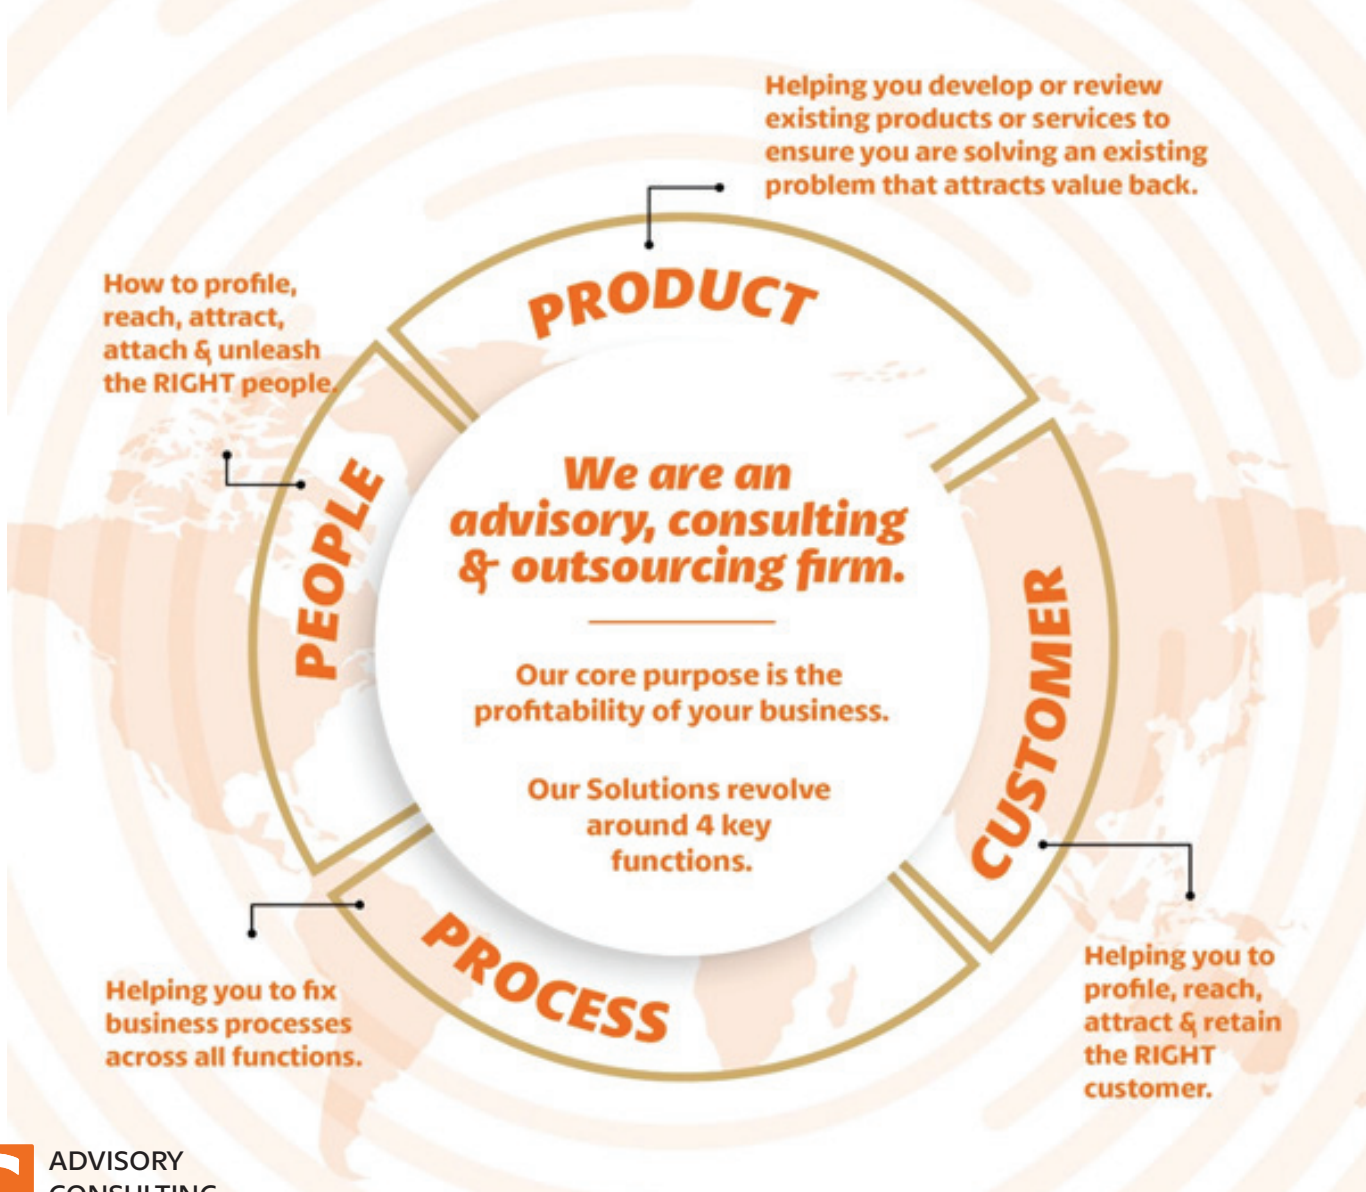 Helping you develop or review
existing products or services to
ensure you are solving an existing
problem that attracts value back.
PRODUCT
How to profile,
reach, attract,
attach & unleash
the RIGHT people.
PEOPLE
We are an
advisory, consulting
& outsourcing firm.
Our core purpose is the
profitability of your business.
Our Solutions revolve
around 4 key
functions.
CUSTOMER
Helping you to
profile, reach,
attract & retain
the RIGHT
customer.
PROCESS
Helping you to fix
business processes
across all functions.
ADVISORY
CONSULTING